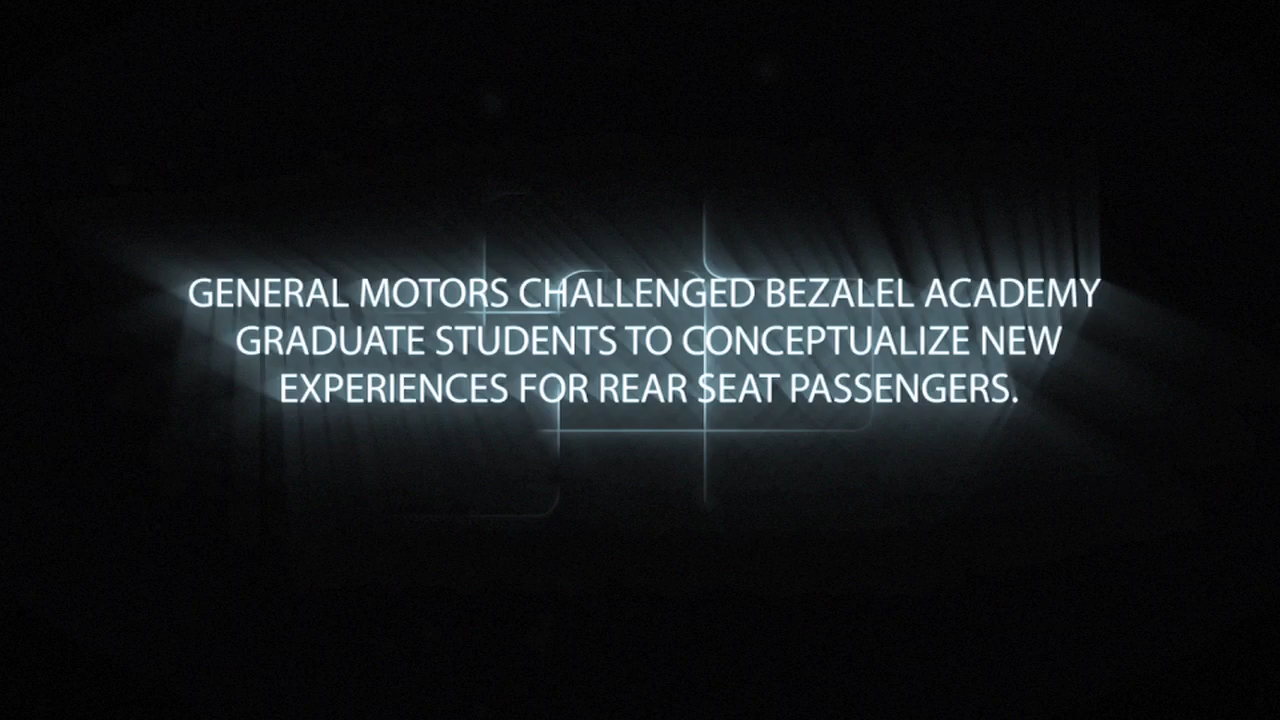 GENERAL MOTORS CHALLENGED BEZALEL ACADEMY
GRADUATE STUDENTS TO CONCEPTUALIZE NEW
EXPERIENCES FOR REAR SEAT PASSENGERS.